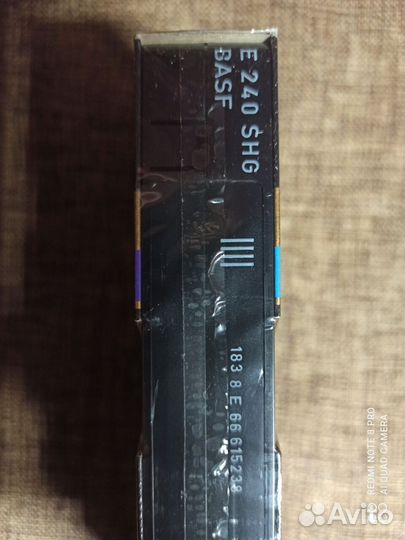 E 240 SHG
BASF
183 8 E 66 615238
REDMI NOTE 8 PRO
AI QUAD CAMERA
Avito